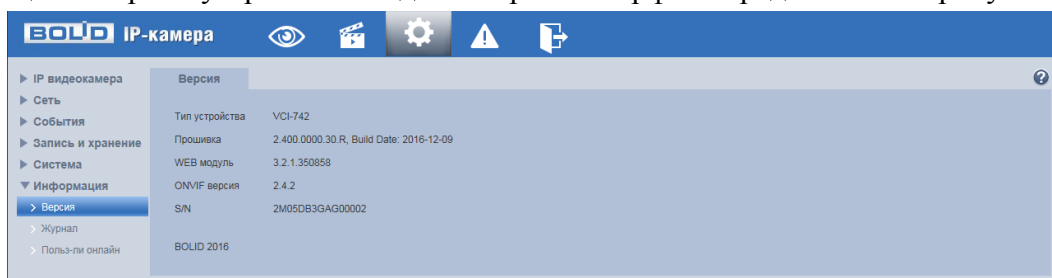 BOLID IP-камера
IP видеокамера
Сеть
События
Запись и хранение
Система
Информация
Версия
Журнал
Польз-ли онлайн
Версия
Тип устройства VCI-742
Прошивка 2.400.0000.30.R, Build Date: 2016-12-09
WEB модуль 3.2.1.350858
ONVIF версия 2.4.2
S/N 2M05DB3GAG00002
BOLID 2016